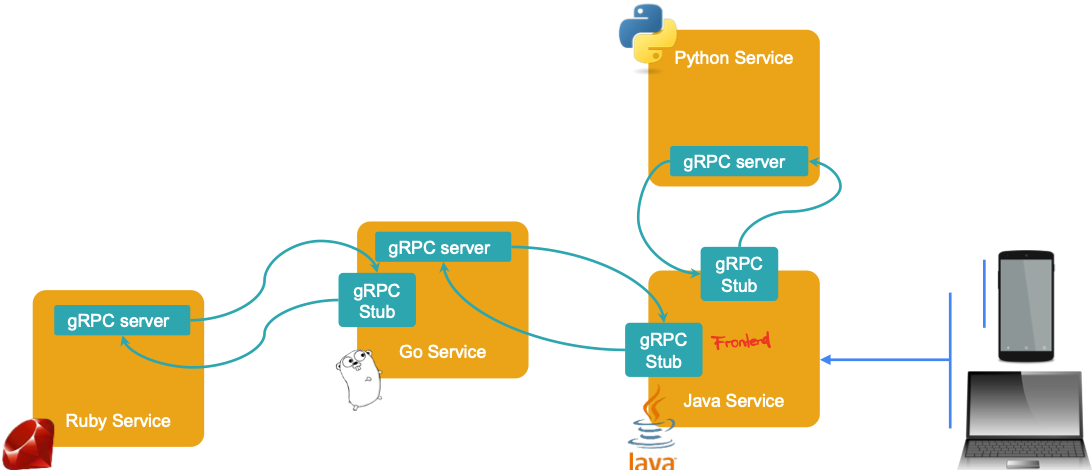 Python Service
gRPC server
gRPC server
gRPC
Stub
gRPC
Stub
gRPC server
gRPC
Stub
Frontend
Go Service
Java Service
Ruby Service
Java